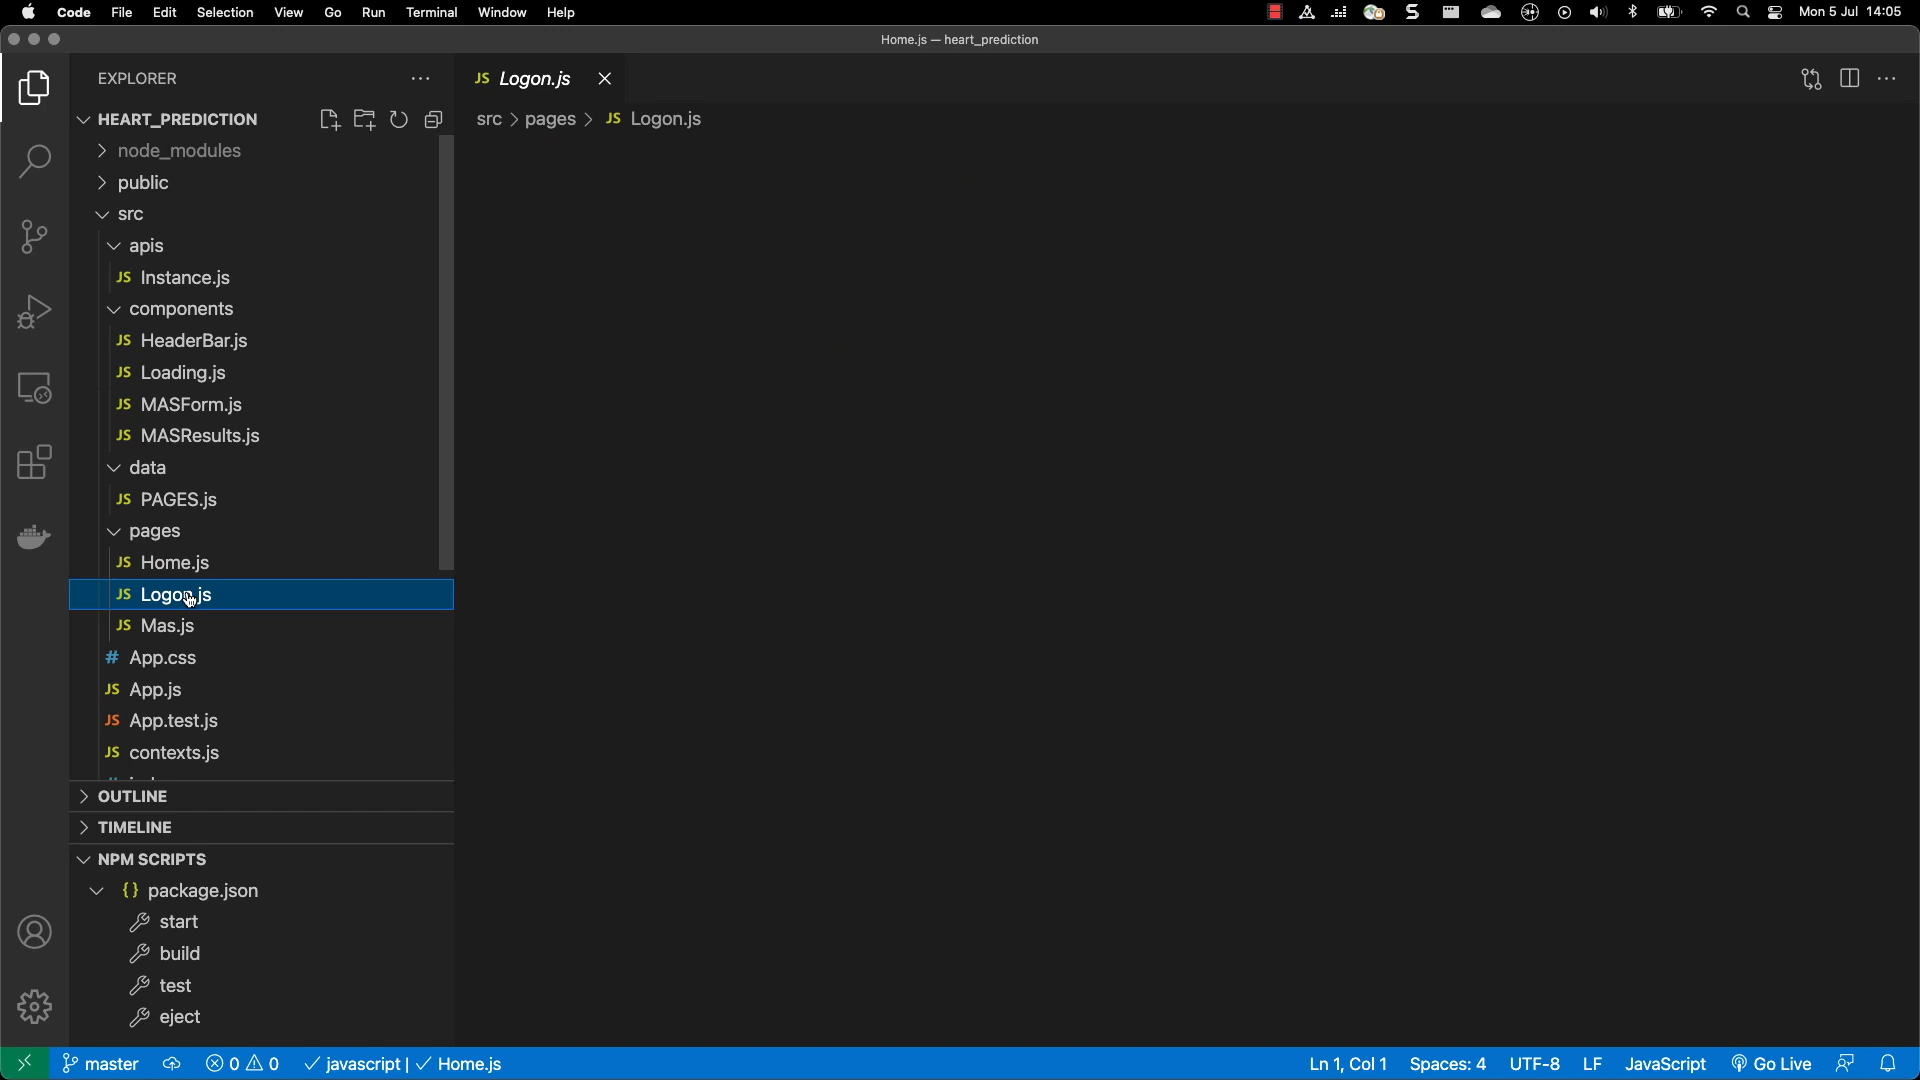 Code File Edit Selection View Go Run Terminal Window Help Mon 5 Jul 14:05
Home.js — heart_prediction
EXPLORER
JS Logon.js
HEART_PREDICTION
src > pages > JS Logon.js
node_modules
public
src
apis
JS Instance.js
components
JS HeaderBar.js
JS Loading.js
JS MASForm.js
JS MASResults.js
data
JS PAGES.js
pages
JS Home.js
JS Logon.js
JS Mas.js
# App.css
JS App.js
JS App.test.js
JS contexts.js
OUTLINE
TIMELINE
NPM SCRIPTS
{} package.json
start
build
test
eject
master 0 0 javascript | Home.js Ln 1, Col 1 Spaces: 4 UTF-8 LF JavaScript Go Live